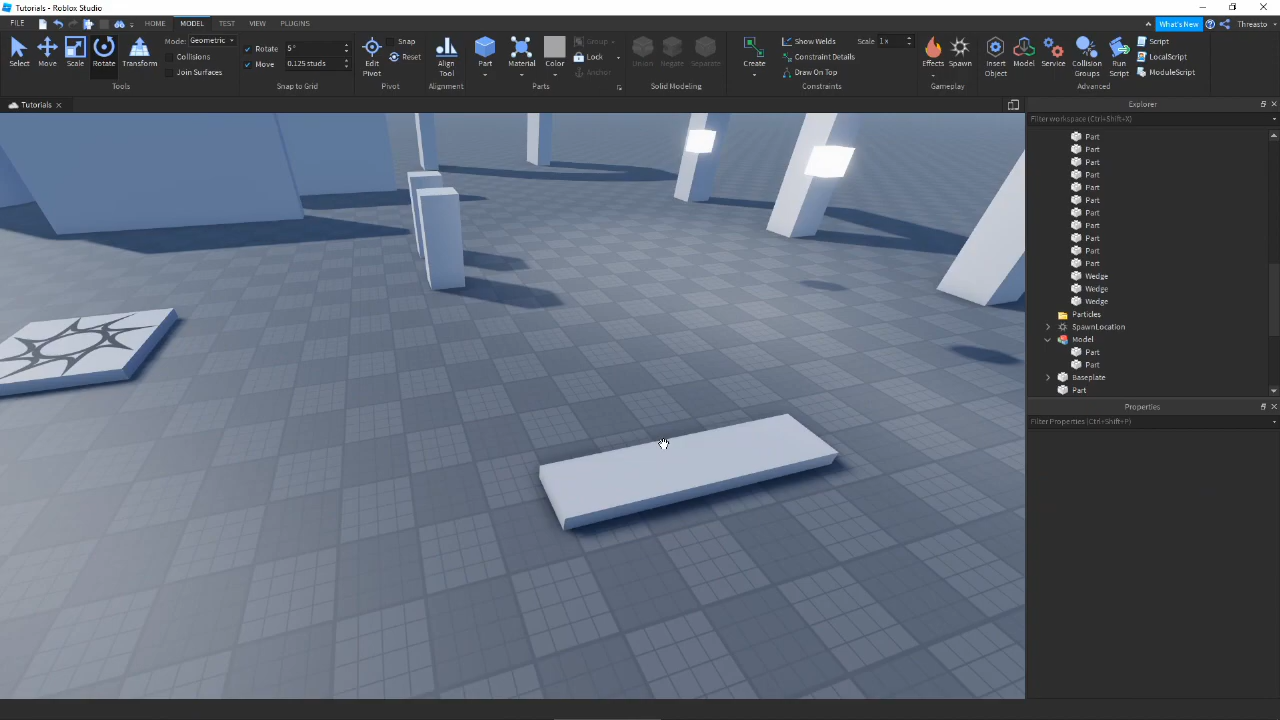 Tutorials - Roblox Studio
FILE HOME MODEL TEST VIEW PLUGINS What's New Threasto
Select Move Scale Rotate Transform
Mode: Geometric
Collisions
Join Surfaces
Tools
Rotate 5°
Move 0.125 studs
Snap to Grid
Edit Pivot
Snap
Reset
Pivot
Align Tool
Alignment
Part Material Color
Group
Lock
Anchor
Parts
Union Negate Separate
Solid Modeling
Create
Show Welds
Constraint Details
Draw On Top
Scale 1x
Constraints
Effects Spawn
Gameplay
Insert Object
Model
Service
Collision Groups
Run Script
Script
LocalScript
ModuleScript
Advanced
Tutorials
Explorer
Filter workspace (Ctrl+Shift+X)
Part
Part
Part
Part
Part
Part
Part
Part
Part
Part
Part
Wedge
Wedge
Wedge
Particles
SpawnLocation
Model
Part
Part
Baseplate
Part
Properties
Filter Properties (Ctrl+Shift+P)